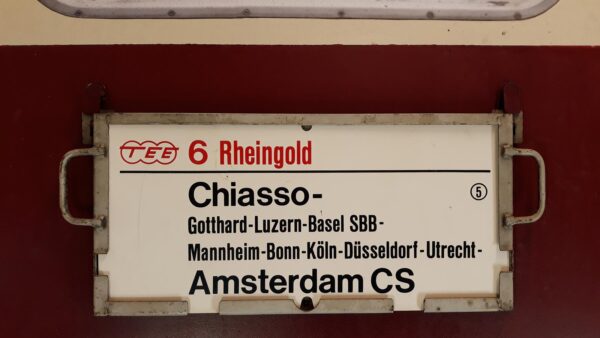 TEE 6 Rheingold
Chiasso- ⑤
Gotthard-Luzern-Basel SBB-
Mannheim-Bonn-Köln-Düsseldorf-Utrecht-
Amsterdam CS